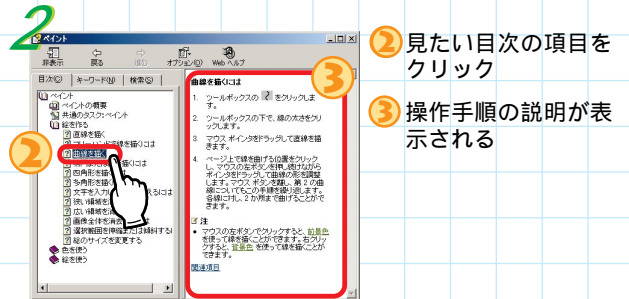 2
ペイント
非表示 戻る 進む オプション(O) Web ヘルプ
目次(C) キーワード(N) 検索(S)
ペイント
ペイントの概要
共通のタスク:ペイント
絵を作る
直線を描く
曲線を描く
四角形を描く
多角形を描く
文字を入力
狭い領域を
広い領域を
画像全体を消去
選択範囲を伸縮または傾斜する
絵のサイズを変更する
色を使う
絵を使う
2
3
曲線を描くには
1. ツールボックスの をクリックしま
す。
2. ツールボックスの下で、線の太さをクリ
ックします。
3. マウス ポインタをドラッグして直線を描
きます。
4. ページ上で線を曲げる位置をクリック
し、マウスの左ボタンを押し続けながら
ポインタをドラッグして曲線の形を調整
します。マウス ボタンを離し、第 2 の曲
線についてもこの手順を繰り返します。
各線に対し、2 か所まで曲げることがで
きます。
注
• マウスの左ボタンでクリックすると、前景色
を使って線を描くことができます。右クリッ
クすると、背景色 を使って線を描くことが
できます。
関連項目
2 見たい目次の項目を
クリック
3 操作手順の説明が表
示される